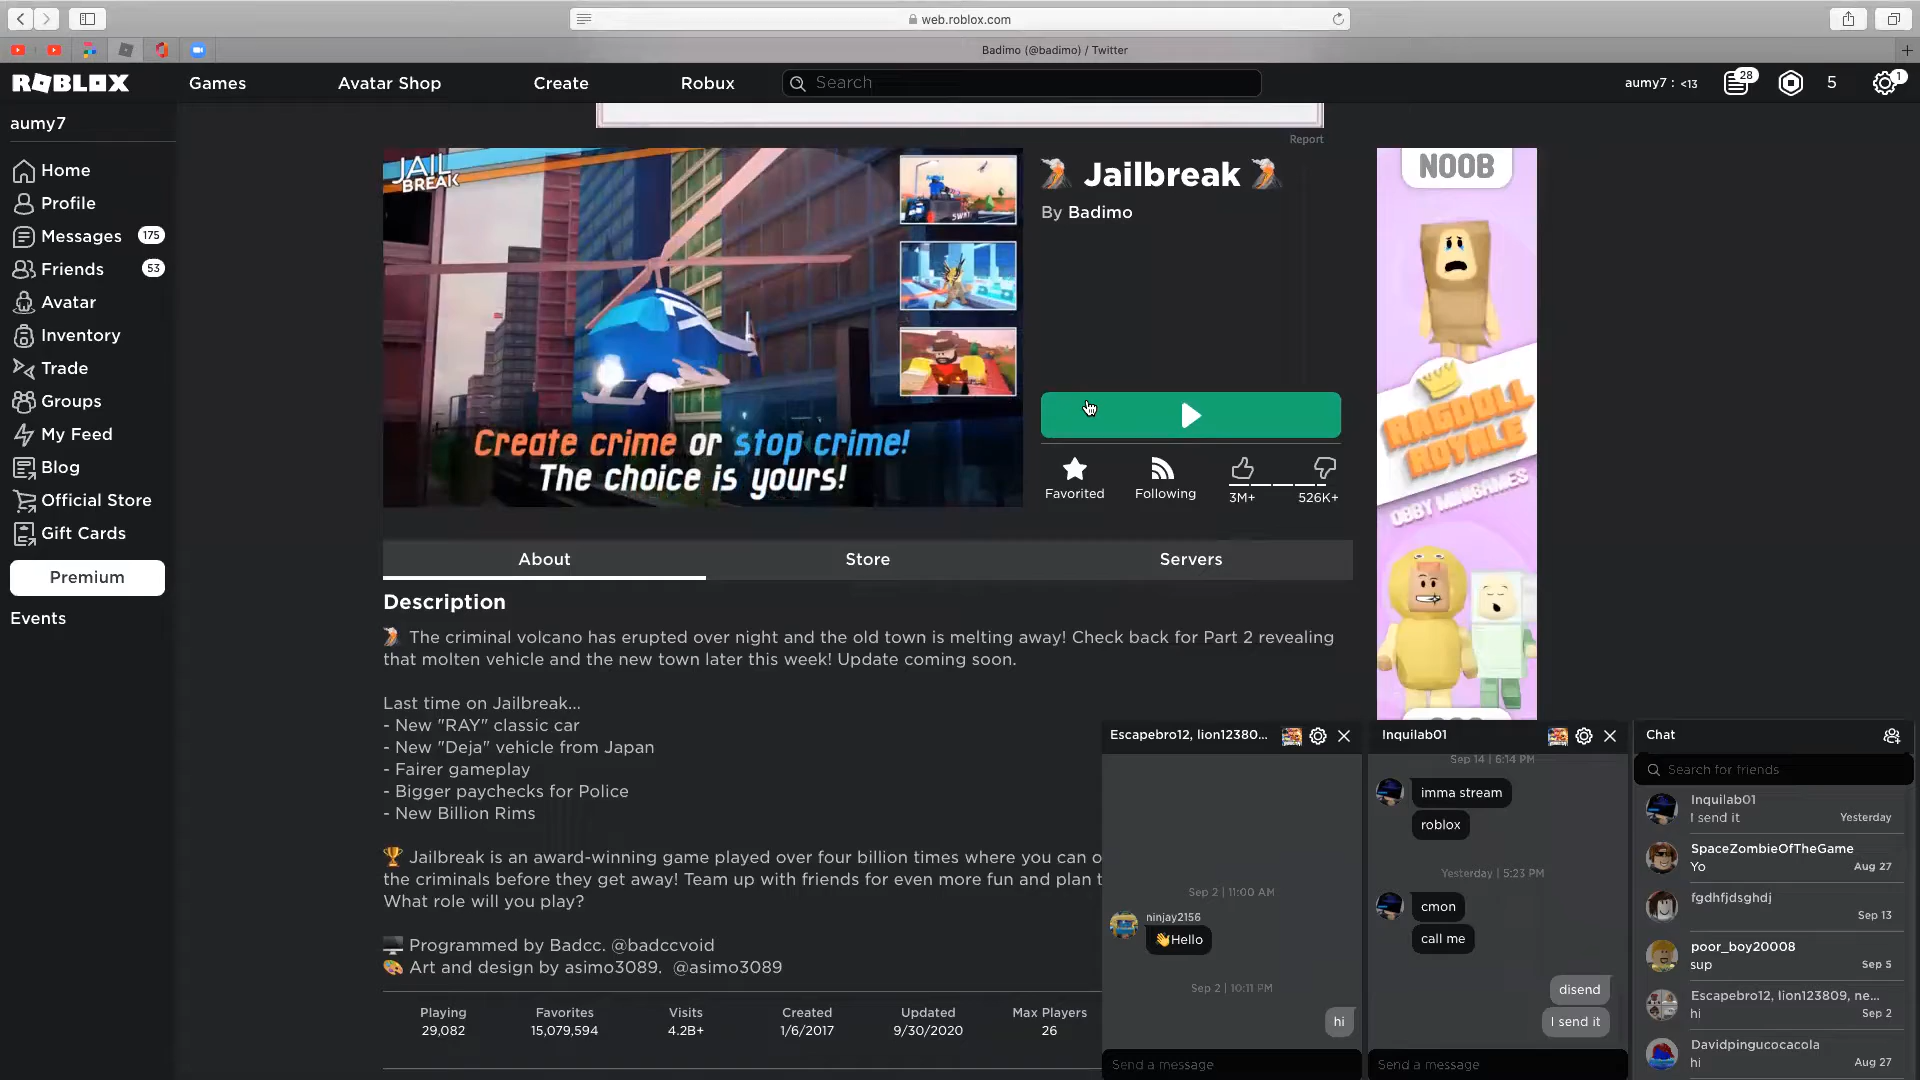 web.roblox.com
Badimo (@badimo) / Twitter
ROBLOX
Games
Avatar Shop
Create
Robux
Search
aumy7 : <13
28
5
1
aumy7
Home
Profile
Messages 175
Friends 53
Avatar
Inventory
Trade
Groups
My Feed
Blog
Official Store
Gift Cards
Premium
Events
Report
JAIL
BREAK
SWAT
Create crime or stop crime!
The choice is yours!
Jailbreak
By Badimo
Favorited
Following
3M+
526K+
NOOB
RAGDOLL
ROYALE
OBBY MINIGAMES
About
Store
Servers
Description
The criminal volcano has erupted over night and the old town is melting away! Check back for Part 2 revealing
that molten vehicle and the new town later this week! Update coming soon.
Last time on Jailbreak...
- New "RAY" classic car
- New "Deja" vehicle from Japan
- Fairer gameplay
- Bigger paychecks for Police
- New Billion Rims
Jailbreak is an award-winning game played over four billion times where you can o
the criminals before they get away! Team up with friends for even more fun and plan t
What role will you play?
Programmed by Badcc. @badccvoid
Art and design by asimo3089. @asimo3089
Playing
29,082
Favorites
15,079,594
Visits
4.2B+
Created
1/6/2017
Updated
9/30/2020
Max Players
26
Escapebro12, lion12380...
Sep 2 | 11:00 AM
ninjay2156
👋Hello
Sep 2 | 10:11 PM
hi
Send a message
Inquilab01
Sep 14 | 6:14 PM
imma stream
roblox
Yesterday | 5:23 PM
cmon
call me
disend
I send it
Send a message
Chat
Search for friends
Inquilab01
I send it
Yesterday
SpaceZombieOfTheGame
Yo
Aug 27
fgdhfjdsghdj
Sep 13
poor_boy20008
sup
Sep 5
Escapebro12, lion123809, ne...
hi
Sep 2
Davidpingucocacola
hi
Aug 27